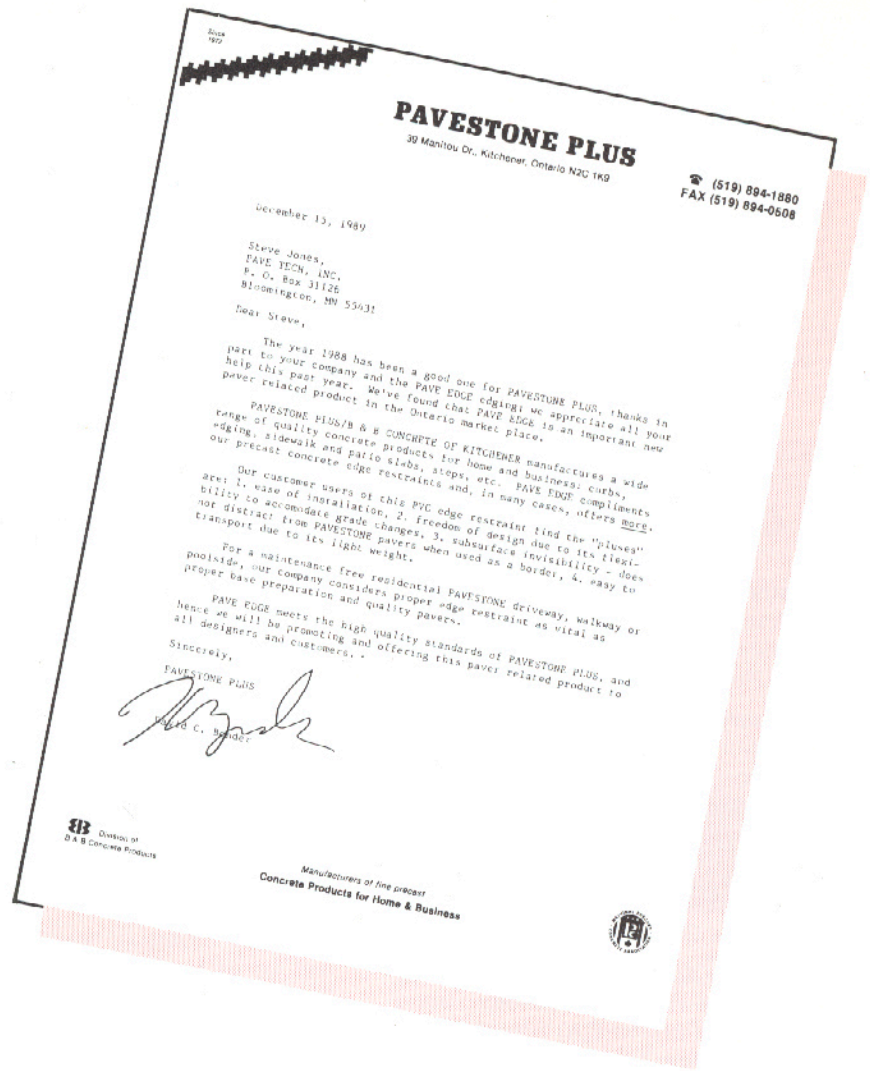 Since
1972
PAVESTONE PLUS
39 Manitou Dr., Kitchener, Ontario N2C 1K9
(519) 894-1880
FAX (519) 894-0608
December 15, 1989
Steve Jones,
PAVE TECH, INC.
P. O. Box 31126
Bloomington, MN 55431
Dear Steve,
The year 1988 has been a good one for PAVESTONE PLUS, thanks in
part to your company and the PAVE EDGE edging; we appreciate all your
help this past year. We've found that PAVE EDGE is an important new
paver related product in the Ontario market place.
PAVESTONE PLUS/B & B CONCRETE OF KITCHENER manufactures a wide
range of quality concrete products for home and business: curbs,
edging, sidewalk and patio slabs, steps, etc. PAVE EDGE compliments
our precast concrete edge restraints and, in many cases, offers more.
Our customer users of this PVC edge restraint find the "pluses"
are: 1. ease of installation, 2. freedom of design due to its flexi-
bility to accomodate grade changes, 3. subsurface invisibility - does
not distract from PAVESTONE pavers when used as a border, 4. easy to
transport due to its light weight.
For a maintenance free residential PAVESTONE driveway, walkway or
poolside, our company considers proper edge restraint as vital as
proper base preparation and quality pavers.
PAVE EDGE meets the high quality standards of PAVESTONE PLUS, and
hence we will be promoting and offering this paver related product to
all designers and customers.
Sincerely,
PAVESTONE PLUS
C. Bender
Division of
B & B Concrete Products
Manufacturers of fine precast
Concrete Products for Home & Business